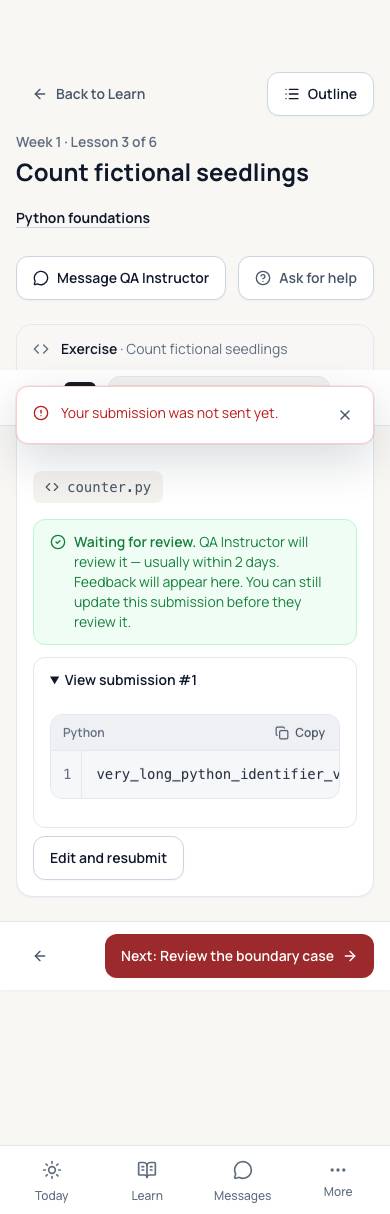 Back to Learn
Outline
Week 1 · Lesson 3 of 6
Count fictional seedlings
Python foundations
Message QA Instructor
Ask for help
Exercise · Count fictional seedlings
Your submission was not sent yet.
counter.py
Waiting for review. QA Instructor will
review it — usually within 2 days.
Feedback will appear here. You can still
update this submission before they
review it.
View submission #1
Python
Copy
1 very_long_python_identifier_v
Edit and resubmit
Next: Review the boundary case
Today
Learn
Messages
More